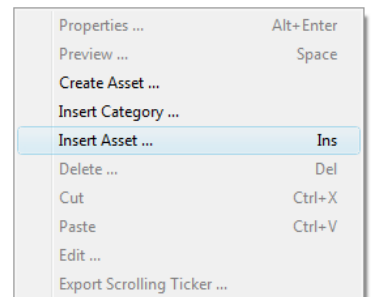 Properties ... Alt+Enter
Preview ... Space
Create Asset ...
Insert Category ...
Insert Asset ... Ins
Delete ... Del
Cut Ctrl+X
Paste Ctrl+V
Edit ...
Export Scrolling Ticker ...